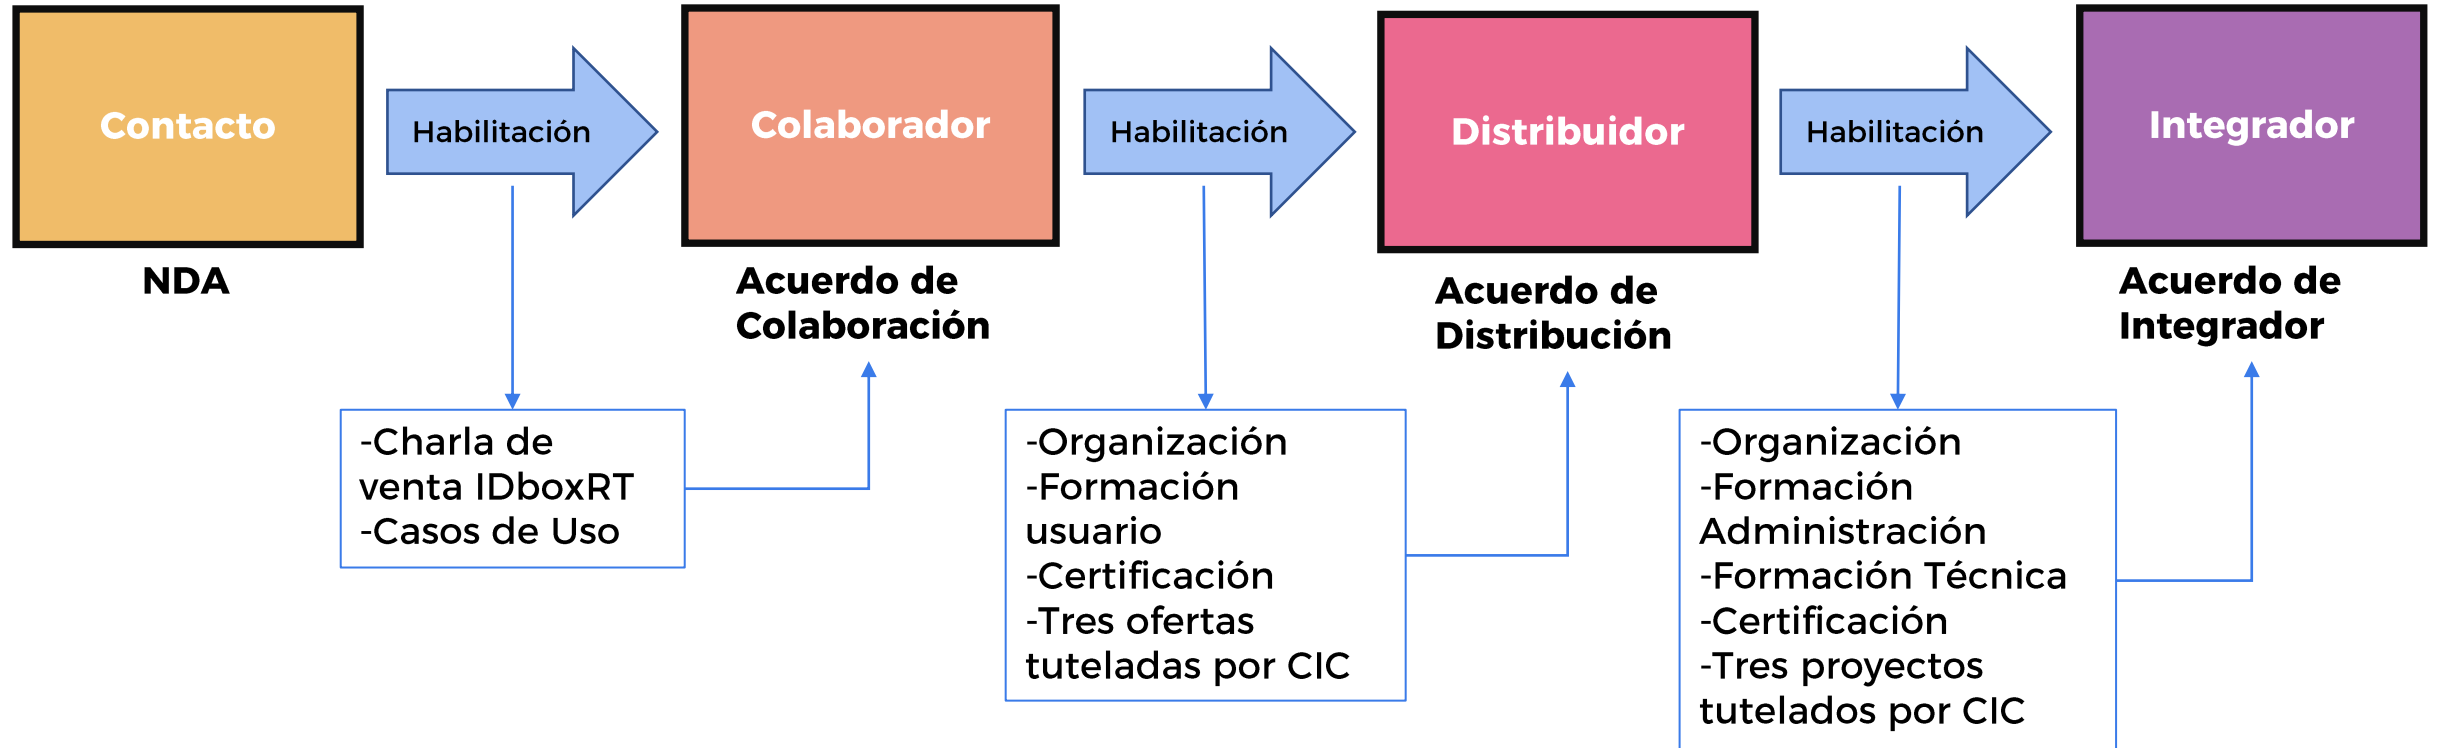 Contacto
Habilitación
Colaborador
Habilitación
Distribuidor
Habilitación
Integrador
NDA
Acuerdo de
Colaboración
Acuerdo de
Distribución
Acuerdo de
Integrador
-Charla de
venta IDboxRT
-Casos de Uso
-Organización
-Formación
usuario
-Certificación
-Tres ofertas
tuteladas por CIC
-Organización
-Formación
Administración
-Formación Técnica
-Certificación
-Tres proyectos
tutelados por CIC